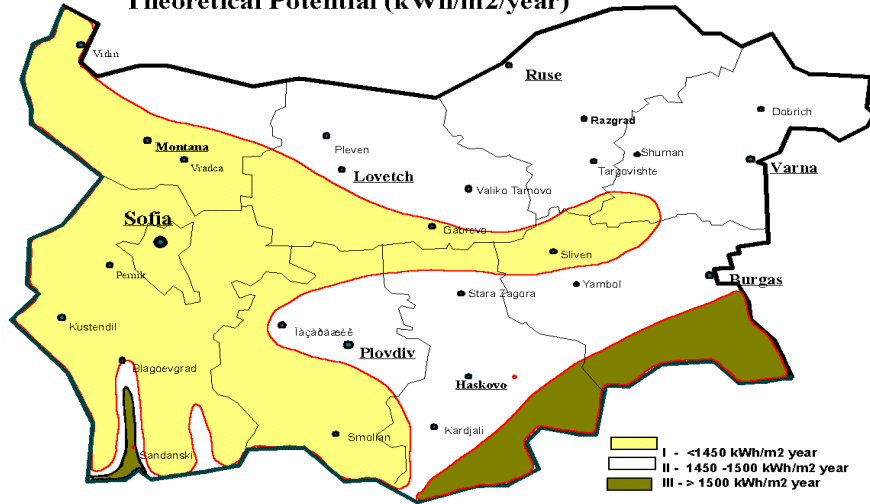 Theoretical Potential (kWh/m2/year)
Vidin
Ruse
Dobrich
Razgrad
Montana
Pleven
Shuman
Vradca
Lovetch
Targovishte
Varna
Valiko Tarnovo
Sofia
Gabrevo
Sliven
Pernik
Burgas
Yambol
Stara Zagora
Kustendil
Ïàçàðäæèê
Plovdiv
Blagoevgrad
Haskovo
Kardjali
Smolian
Sandanski
I - <1450 kWh/m2 year
II - 1450 -1500 kWh/m2 year
III - > 1500 kWh/m2 year